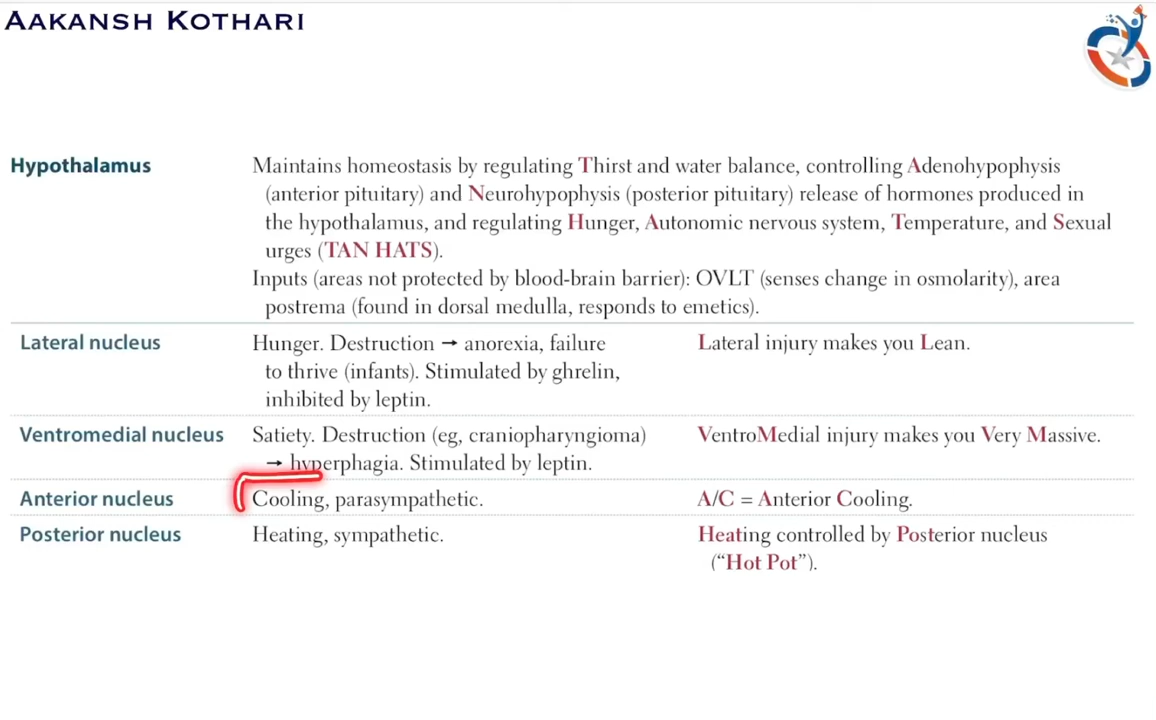 AAKANSH KOTHARI
Hypothalamus
Maintains homeostasis by regulating Thirst and water balance, controlling Adenohypophysis
(anterior pituitary) and Neurohypophysis (posterior pituitary) release of hormones produced in
the hypothalamus, and regulating Hunger, Autonomic nervous system, Temperature, and Sexual
urges (TAN HATS).
Inputs (areas not protected by blood-brain barrier): OVLT (senses change in osmolarity), area
postrema (found in dorsal medulla, responds to emetics).
Lateral nucleus
Hunger. Destruction → anorexia, failure
to thrive (infants). Stimulated by ghrelin,
inhibited by leptin.
Lateral injury makes you Lean.
Ventromedial nucleus
Satiety. Destruction (eg, craniopharyngioma)
→ hyperphagia. Stimulated by leptin.
VentroMedial injury makes you Very Massive.
Anterior nucleus
Cooling, parasympathetic.
A/C = Anterior Cooling.
Posterior nucleus
Heating, sympathetic.
Heating controlled by Posterior nucleus
(“Hot Pot”).